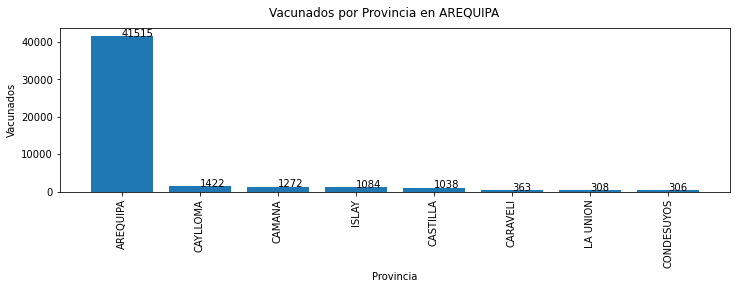 Vacunados por Provincia en AREQUIPA
Vacunados
40000
30000
20000
10000
0
41515
1422
1272
1084
1038
363
308
306
AREQUIPA
CAYLLOMA
CAMANA
ISLAY
CASTILLA
CARAVELI
LA UNION
CONDESUYOS
Provincia